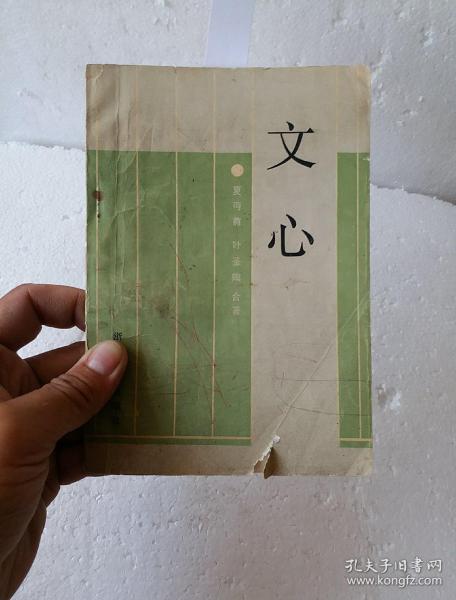 文心
夏丏尊 叶圣陶 合著
浙
孔夫子旧书网
www.kongfz.com